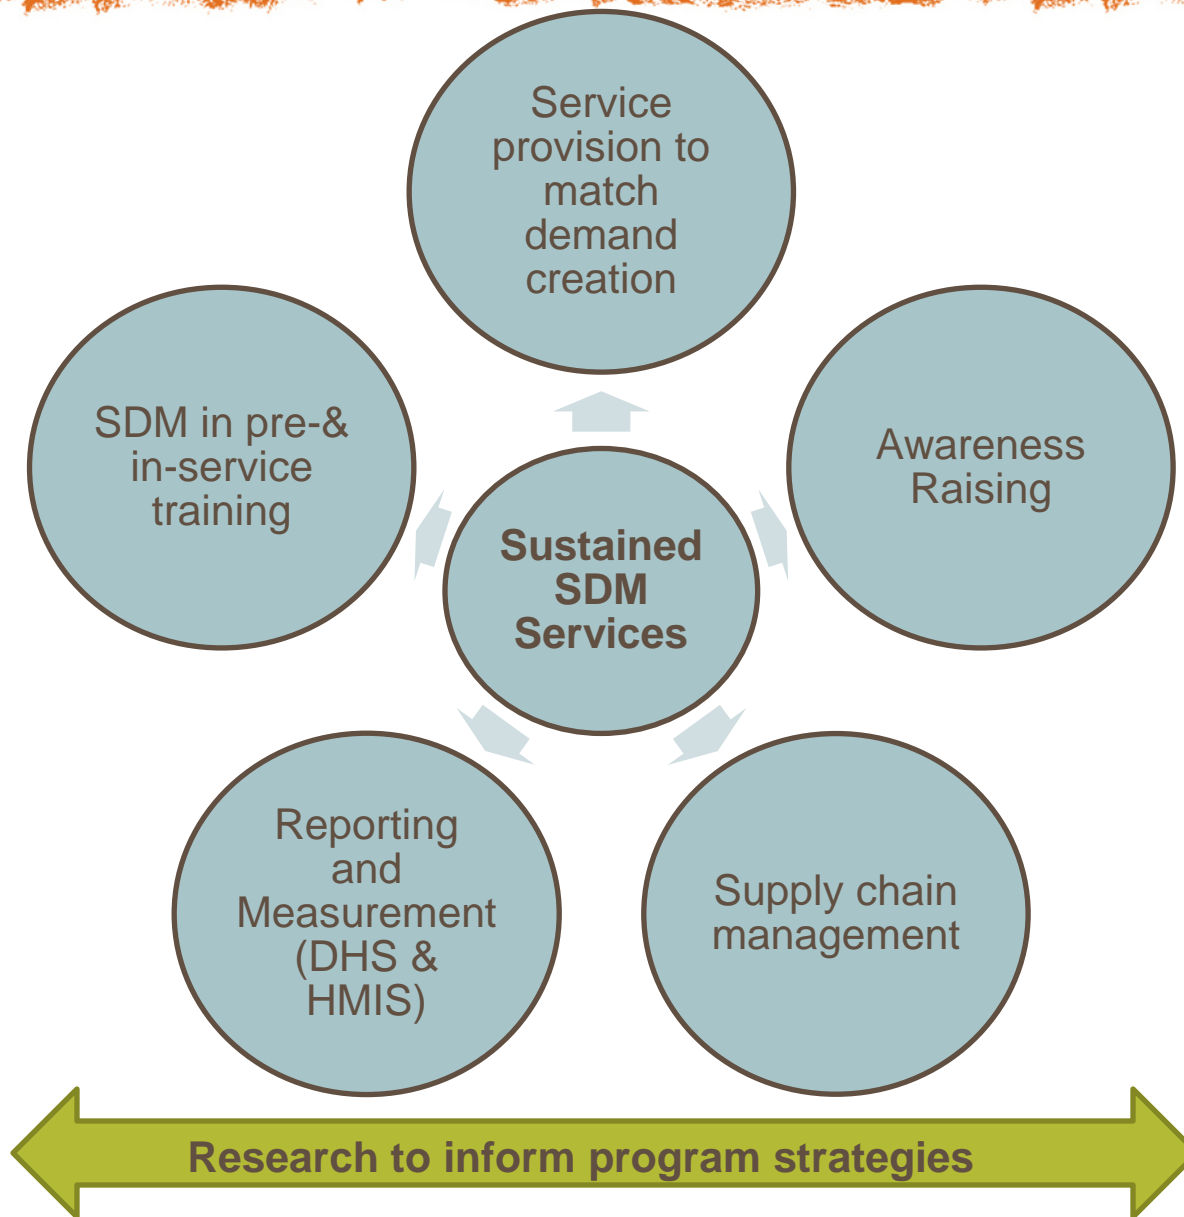 Service
provision to
match
demand
creation
SDM in pre-&
in-service
training
Awareness
Raising
Sustained
SDM
Services
Reporting
and
Measurement
(DHS &
HMIS)
Supply chain
management
Research to inform program strategies